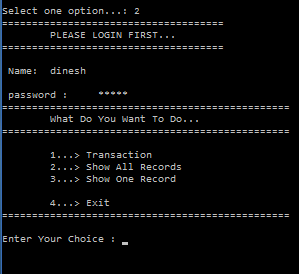 Select one option...: 2
===================================
PLEASE LOGIN FIRST...
===================================
Name:  dinesh
password :     *****
==============================================
What Do You Want To Do...
==============================================
1...> Transaction
2...> Show All Records
3...> Show One Record
4...> Exit
==============================================
Enter Your Choice : _